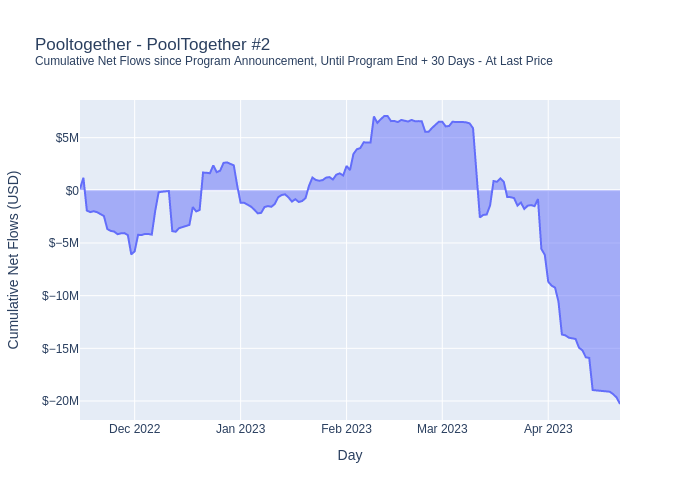 Pooltogether - PoolTogether #2
Cumulative Net Flows since Program Announcement, Until Program End + 30 Days - At Last Price
Cumulative Net Flows (USD)
$5M
$0
$−5M
$−10M
$−15M
$−20M
Dec 2022
Jan 2023
Feb 2023
Mar 2023
Apr 2023
Day